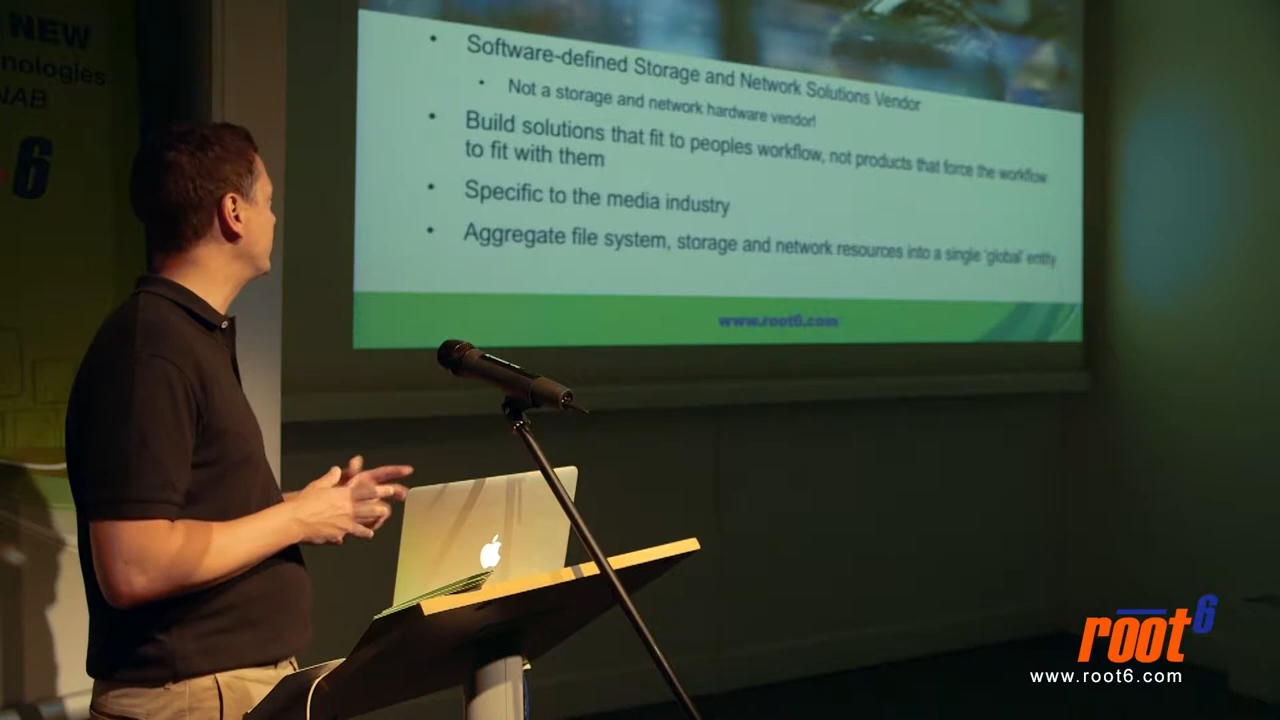 NEW
nologies
NAB
6
• Software-defined Storage and Network Solutions Vendor
• Not a storage and network hardware vendor!
• Build solutions that fit to peoples workflow, not products that force the workflow
to fit with them
• Specific to the media industry
• Aggregate file system, storage and network resources into a single 'global' entity
www.root6.com
root6
www.root6.com